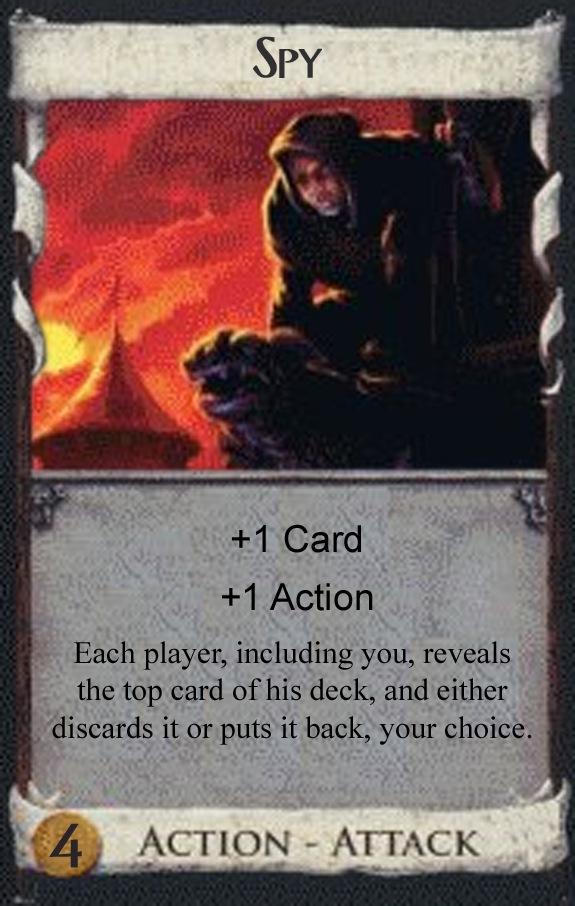 Spy
+1 Card
+1 Action
Each player, including you, reveals
the top card of his deck, and either
discards it or puts it back, your choice.
4 Action - Attack